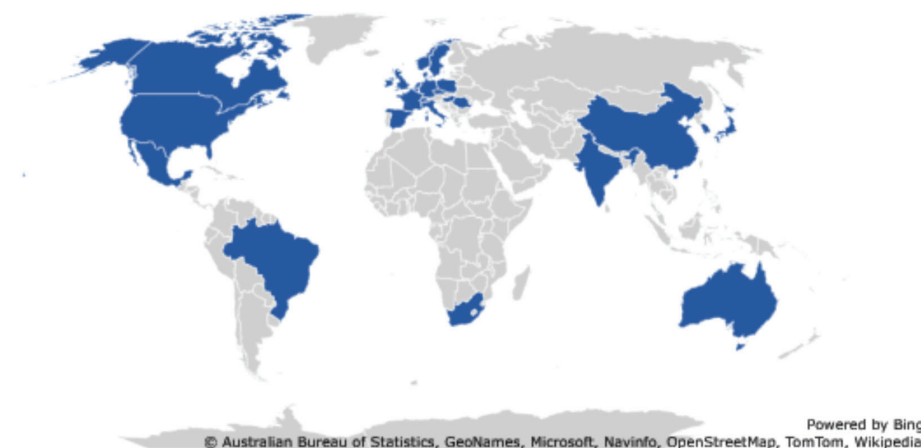 Powered by Bing
© Australian Bureau of Statistics, GeoNames, Microsoft, Navinfo, OpenStreetMap, TomTom, Wikipedia